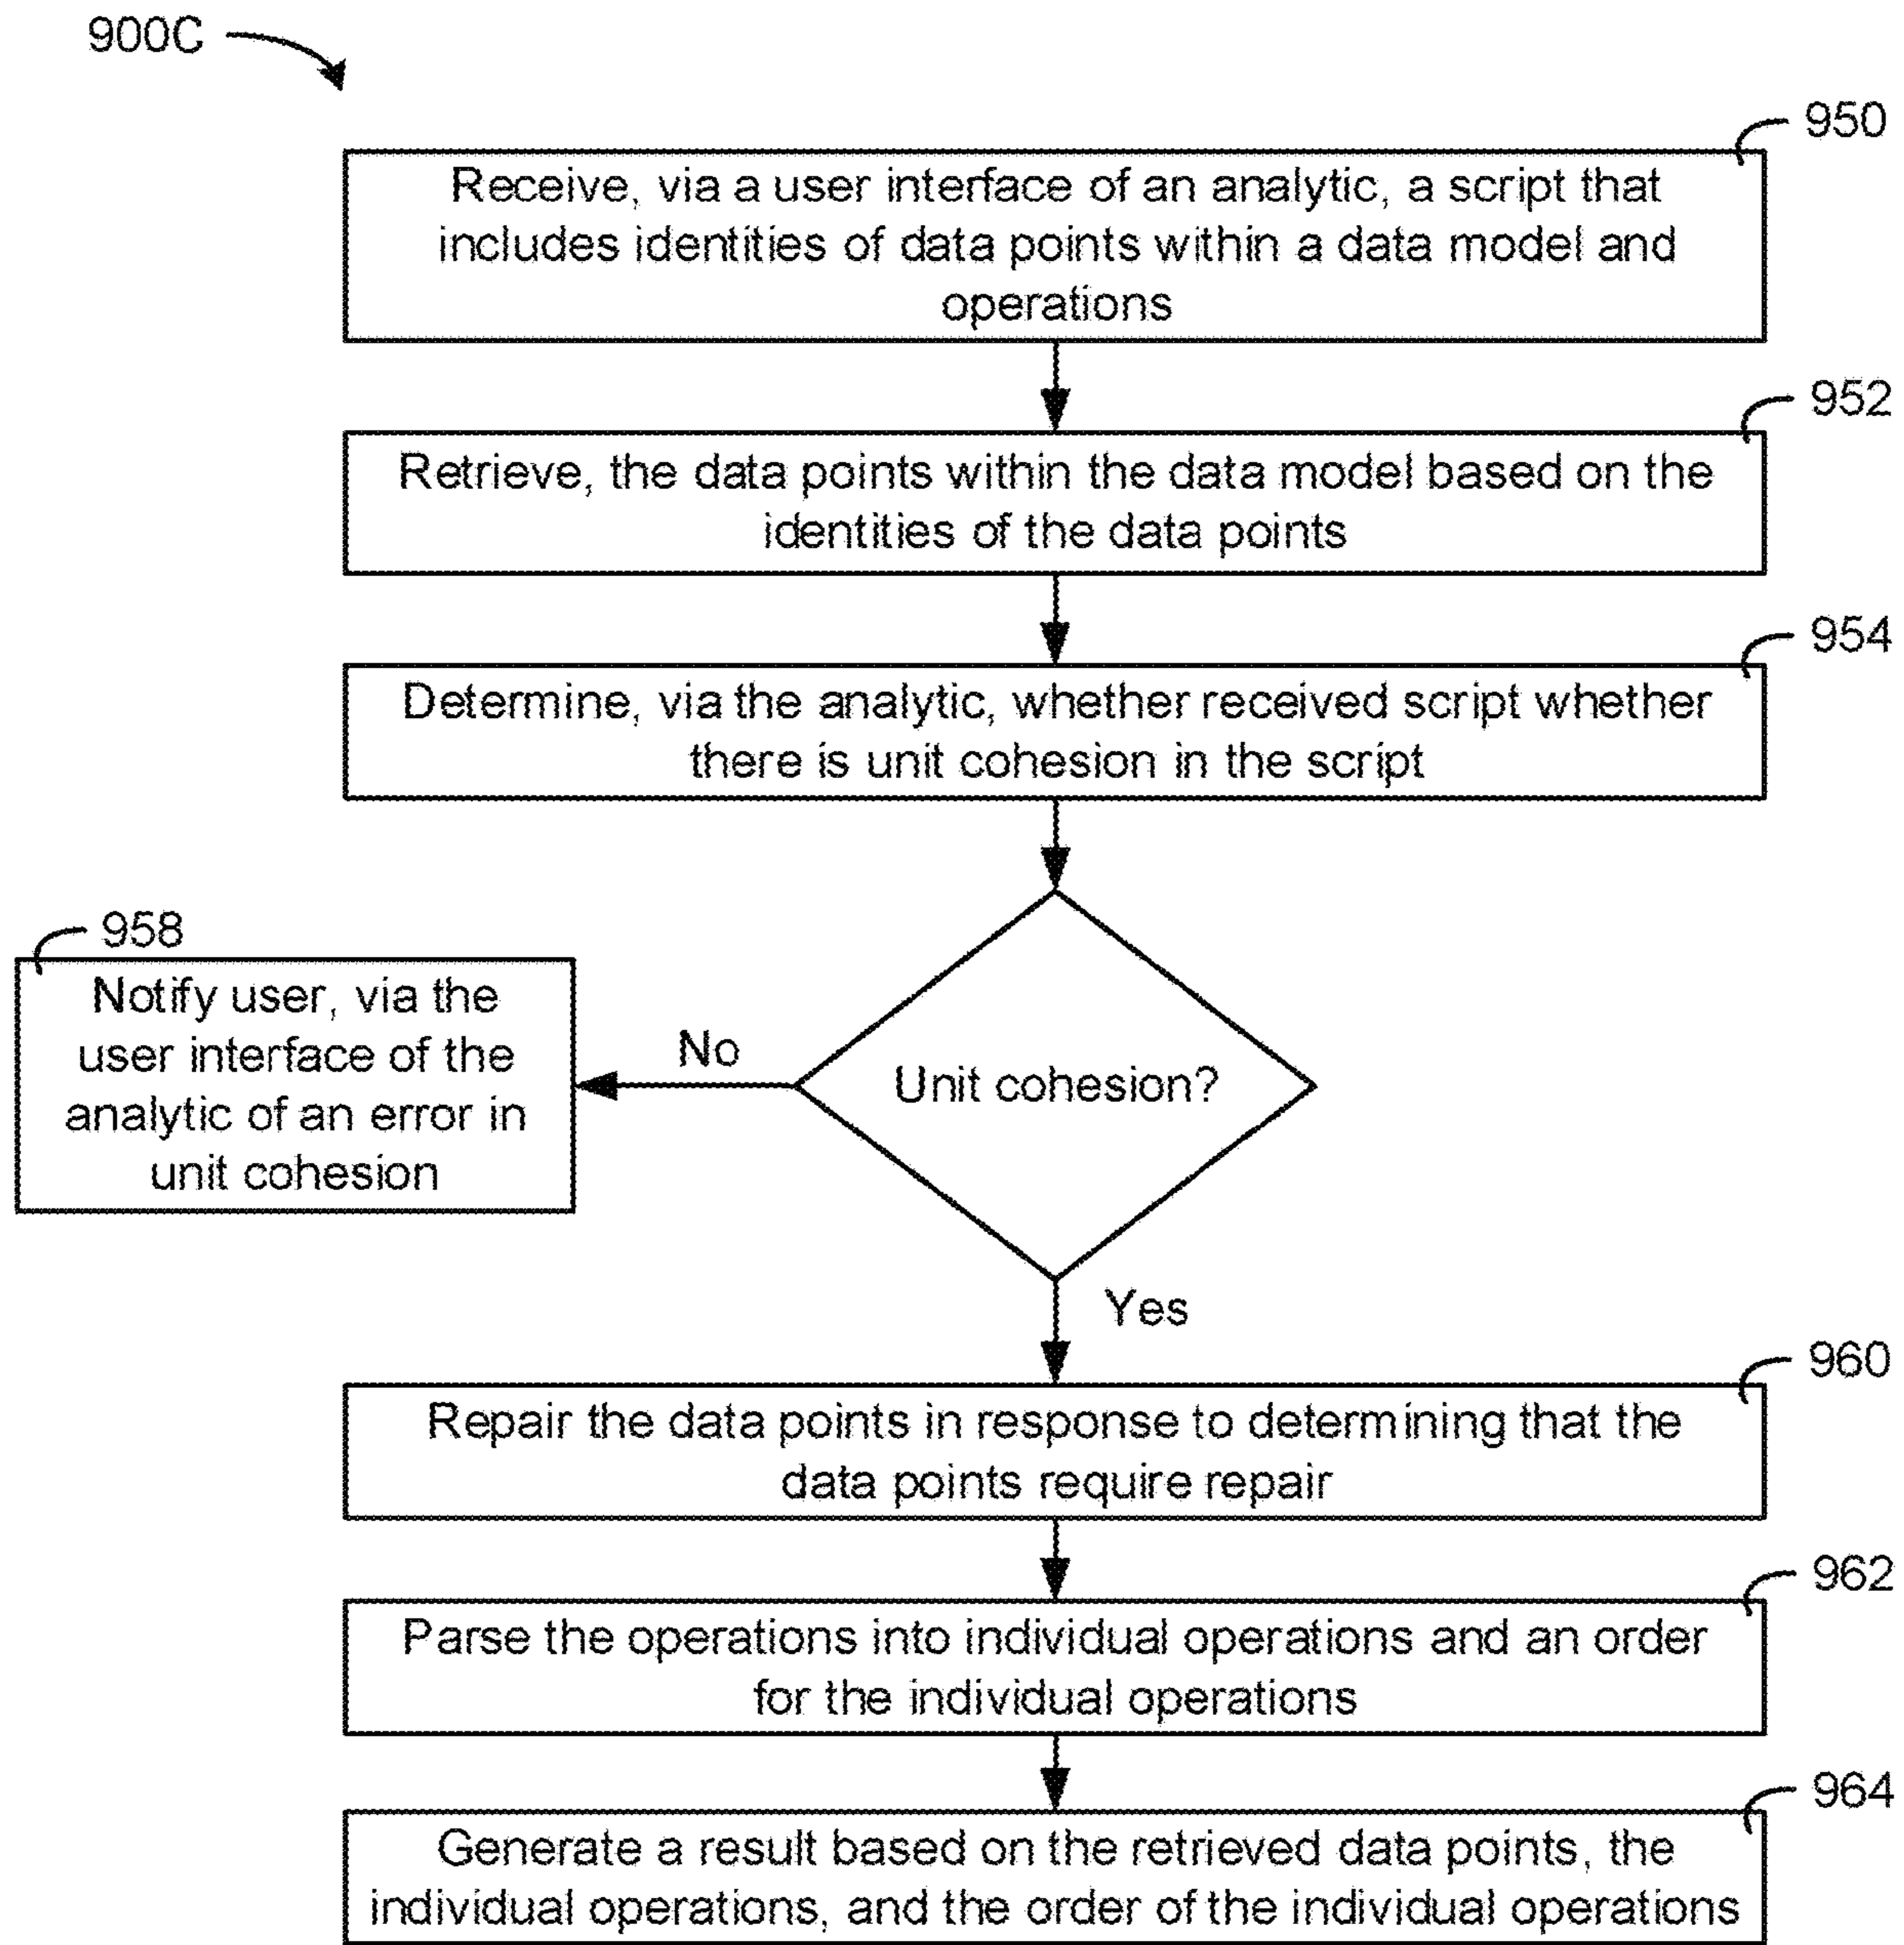 900C
950
Receive, via a user interface of an analytic, a script that
includes identities of data points within a data model and
operations
952
Retrieve, the data points within the data model based on the
identities of the data points
954
Determine, via the analytic, whether received script whether
there is unit cohesion in the script
958
Notify user, via the
user interface of the
analytic of an error in
unit cohesion
No
Unit cohesion?
Yes
960
Repair the data points in response to determining that the
data points require repair
962
Parse the operations into individual operations and an order
for the individual operations
964
Generate a result based on the retrieved data points, the
individual operations, and the order of the individual operations